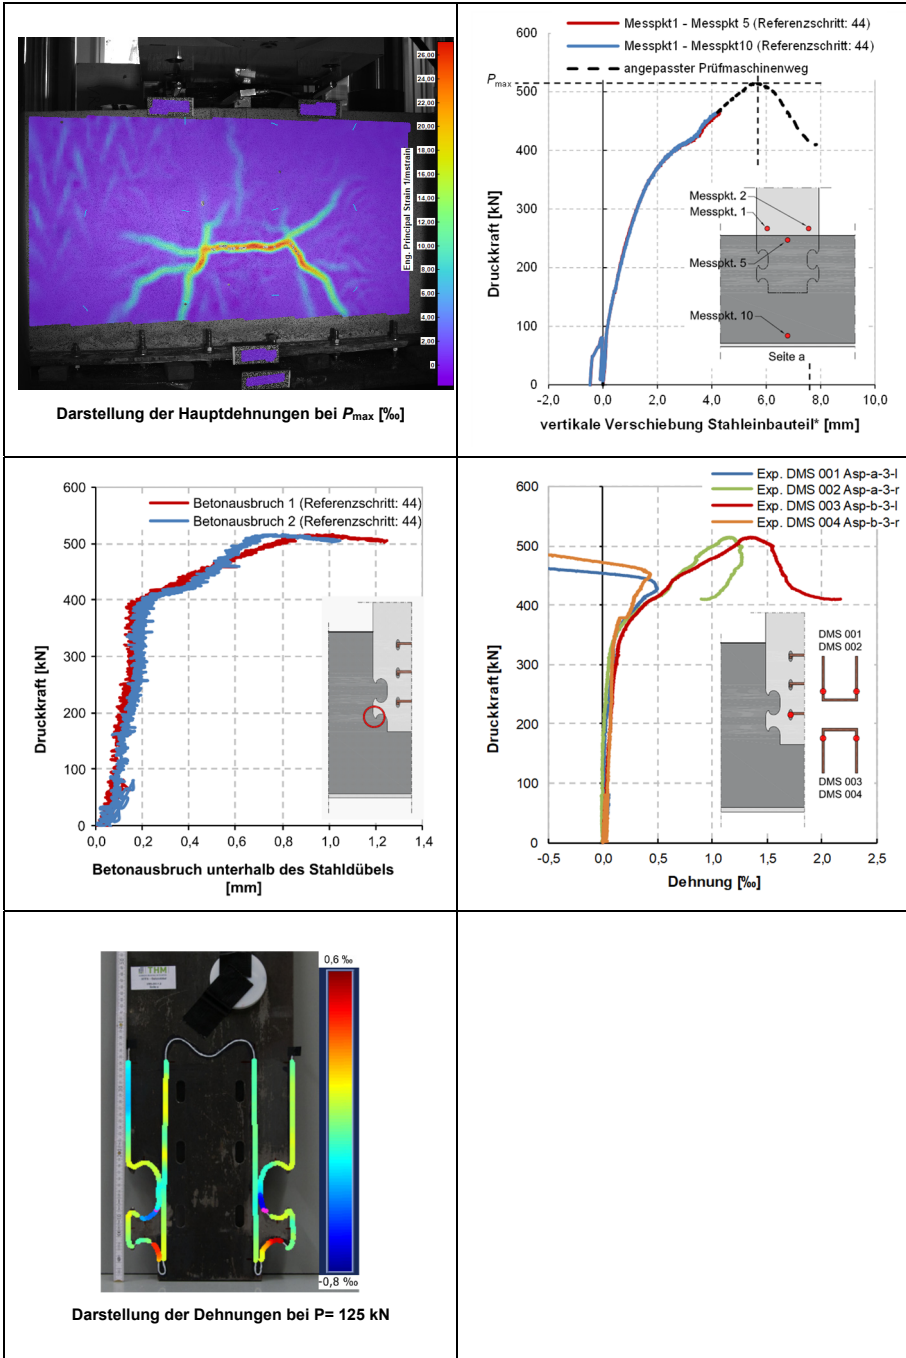 26,00
24,00
22,00
20,00
18,00
16,00
14,00
12,00
10,00
8,00
6,00
4,00
2,00
0
Eng. Principal Strain 1/mstrain
Darstellung der Hauptdehnungen bei Pmax [‰]
Messpkt1 - Messpkt 5 (Referenzschritt: 44)
Messpkt1 - Messpkt10 (Referenzschritt: 44)
angepasster Prüfmaschinenweg
Pmax
600
500
400
300
200
100
0
Druckkraft [kN]
Messpkt. 2
Messpkt. 1
Messpkt. 5
Messpkt. 10
Seite a
-2,0 0,0 2,0 4,0 6,0 8,0 10,0
vertikale Verschiebung Stahleinbauteil* [mm]
600
500
400
300
200
100
0
Druckkraft [kN]
Betonausbruch 1 (Referenzschritt: 44)
Betonausbruch 2 (Referenzschritt: 44)
0,0 0,2 0,4 0,6 0,8 1,0 1,2 1,4
Betonausbruch unterhalb des Stahldübels
[mm]
Exp. DMS 001 Asp-a-3-l
Exp. DMS 002 Asp-a-3-r
Exp. DMS 003 Asp-b-3-l
Exp. DMS 004 Asp-b-3-r
600
500
400
300
200
100
0
Druckkraft [kN]
DMS 001
DMS 002
DMS 003
DMS 004
-0,5 0,0 0,5 1,0 1,5 2,0 2,5
Dehnung [‰]
THM
0,6 ‰
-0,8 ‰
Darstellung der Dehnungen bei P= 125 kN